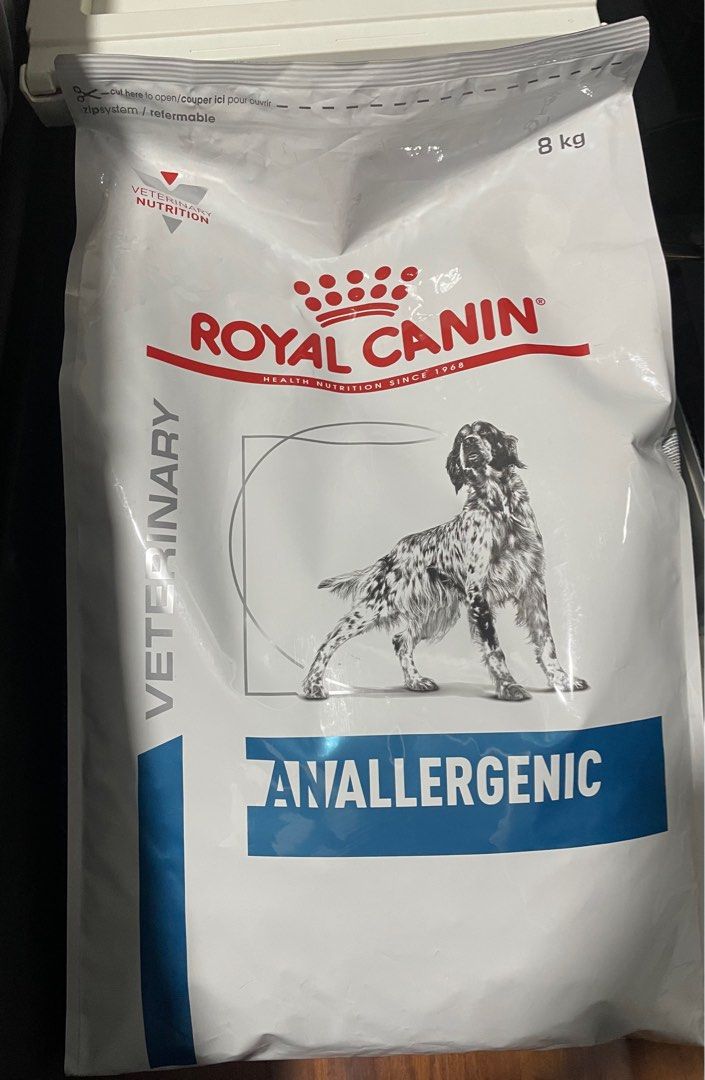 cut here to open/couper ici pour ouvrir
zipsystem / refermable
8 kg
VETERINARY
NUTRITION
ROYAL CANIN®
HEALTH NUTRITION SINCE 1968
VETERINARY
ANALLERGENIC